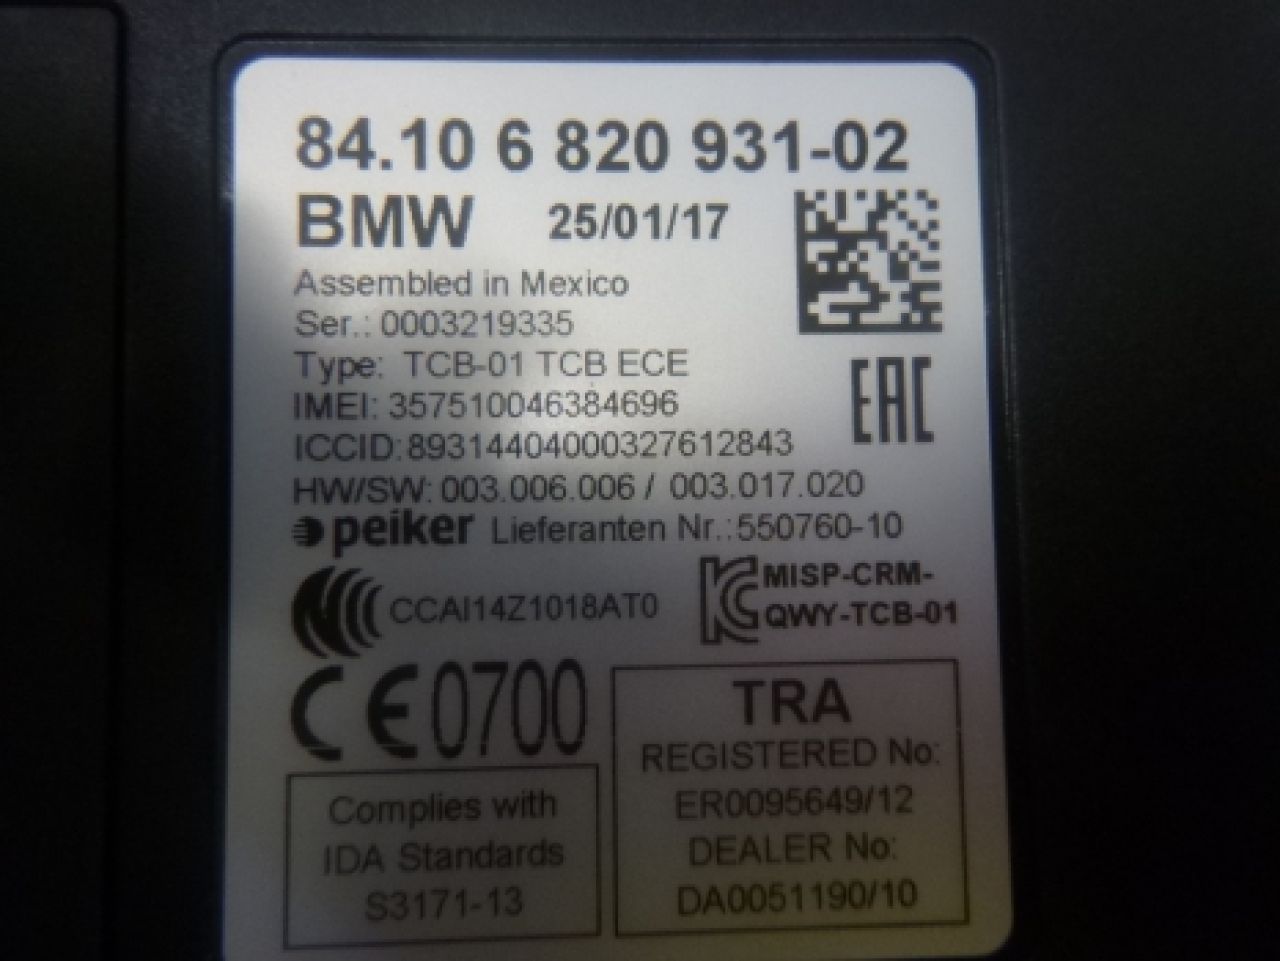 84.10 6 820 931-02
BMW 25/01/17
Assembled in Mexico
Ser.: 0003219335
Type: TCB-01 TCB ECE
IMEI: 357510046384696
ICCID:89314404000327612843
HW/SW: 003.006.006 / 003.017.020
peiker Lieferanten Nr.:550760-10
EAC
CCAI14Z1018AT0
MISP-CRM-
QWY-TCB-01
CE0700
TRA
REGISTERED No:
ER0095649/12
DEALER No:
DA0051190/10
Complies with
IDA Standards
S3171-13